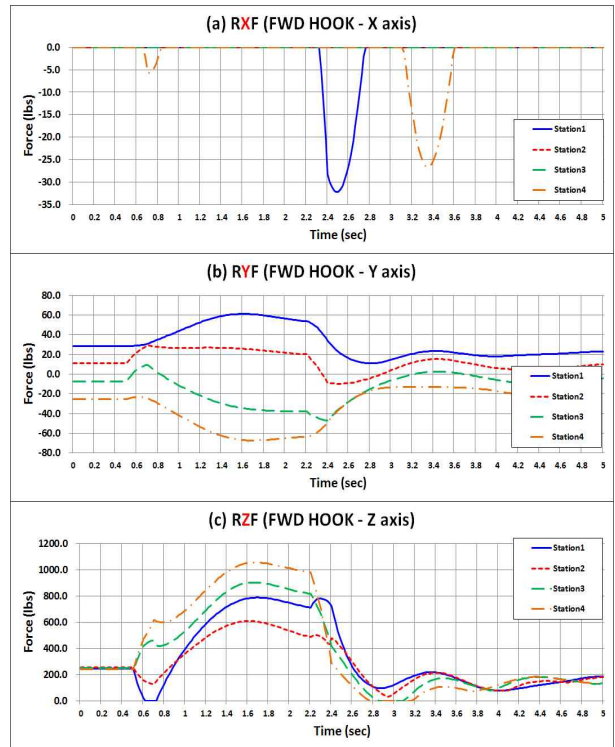 (a) RXF (FWD HOOK - X axis)
Force (lbs)
0.0
-5.0
-10.0
-15.0
-20.0
-25.0
-30.0
-35.0
Station1
Station2
Station3
Station4
0 0.2 0.4 0.6 0.8 1 1.2 1.4 1.6 1.8 2 2.2 2.4 2.6 2.8 3 3.2 3.4 3.6 3.8 4 4.2 4.4 4.6 4.8 5
Time (sec)
(b) RYF (FWD HOOK - Y axis)
Force (lbs)
80.0
60.0
40.0
20.0
0.0
-20.0
-40.0
-60.0
-80.0
Station1
Station2
Station3
Station4
0 0.2 0.4 0.6 0.8 1 1.2 1.4 1.6 1.8 2 2.2 2.4 2.6 2.8 3 3.2 3.4 3.6 3.8 4 4.2 4.4 4.6 4.8 5
Time (sec)
(c) RZF (FWD HOOK - Z axis)
Force (lbs)
1200.0
1000.0
800.0
600.0
400.0
200.0
0.0
Station1
Station2
Station3
Station4
0 0.2 0.4 0.6 0.8 1 1.2 1.4 1.6 1.8 2 2.2 2.4 2.6 2.8 3 3.2 3.4 3.6 3.8 4 4.2 4.4 4.6 4.8 5
Time (sec)